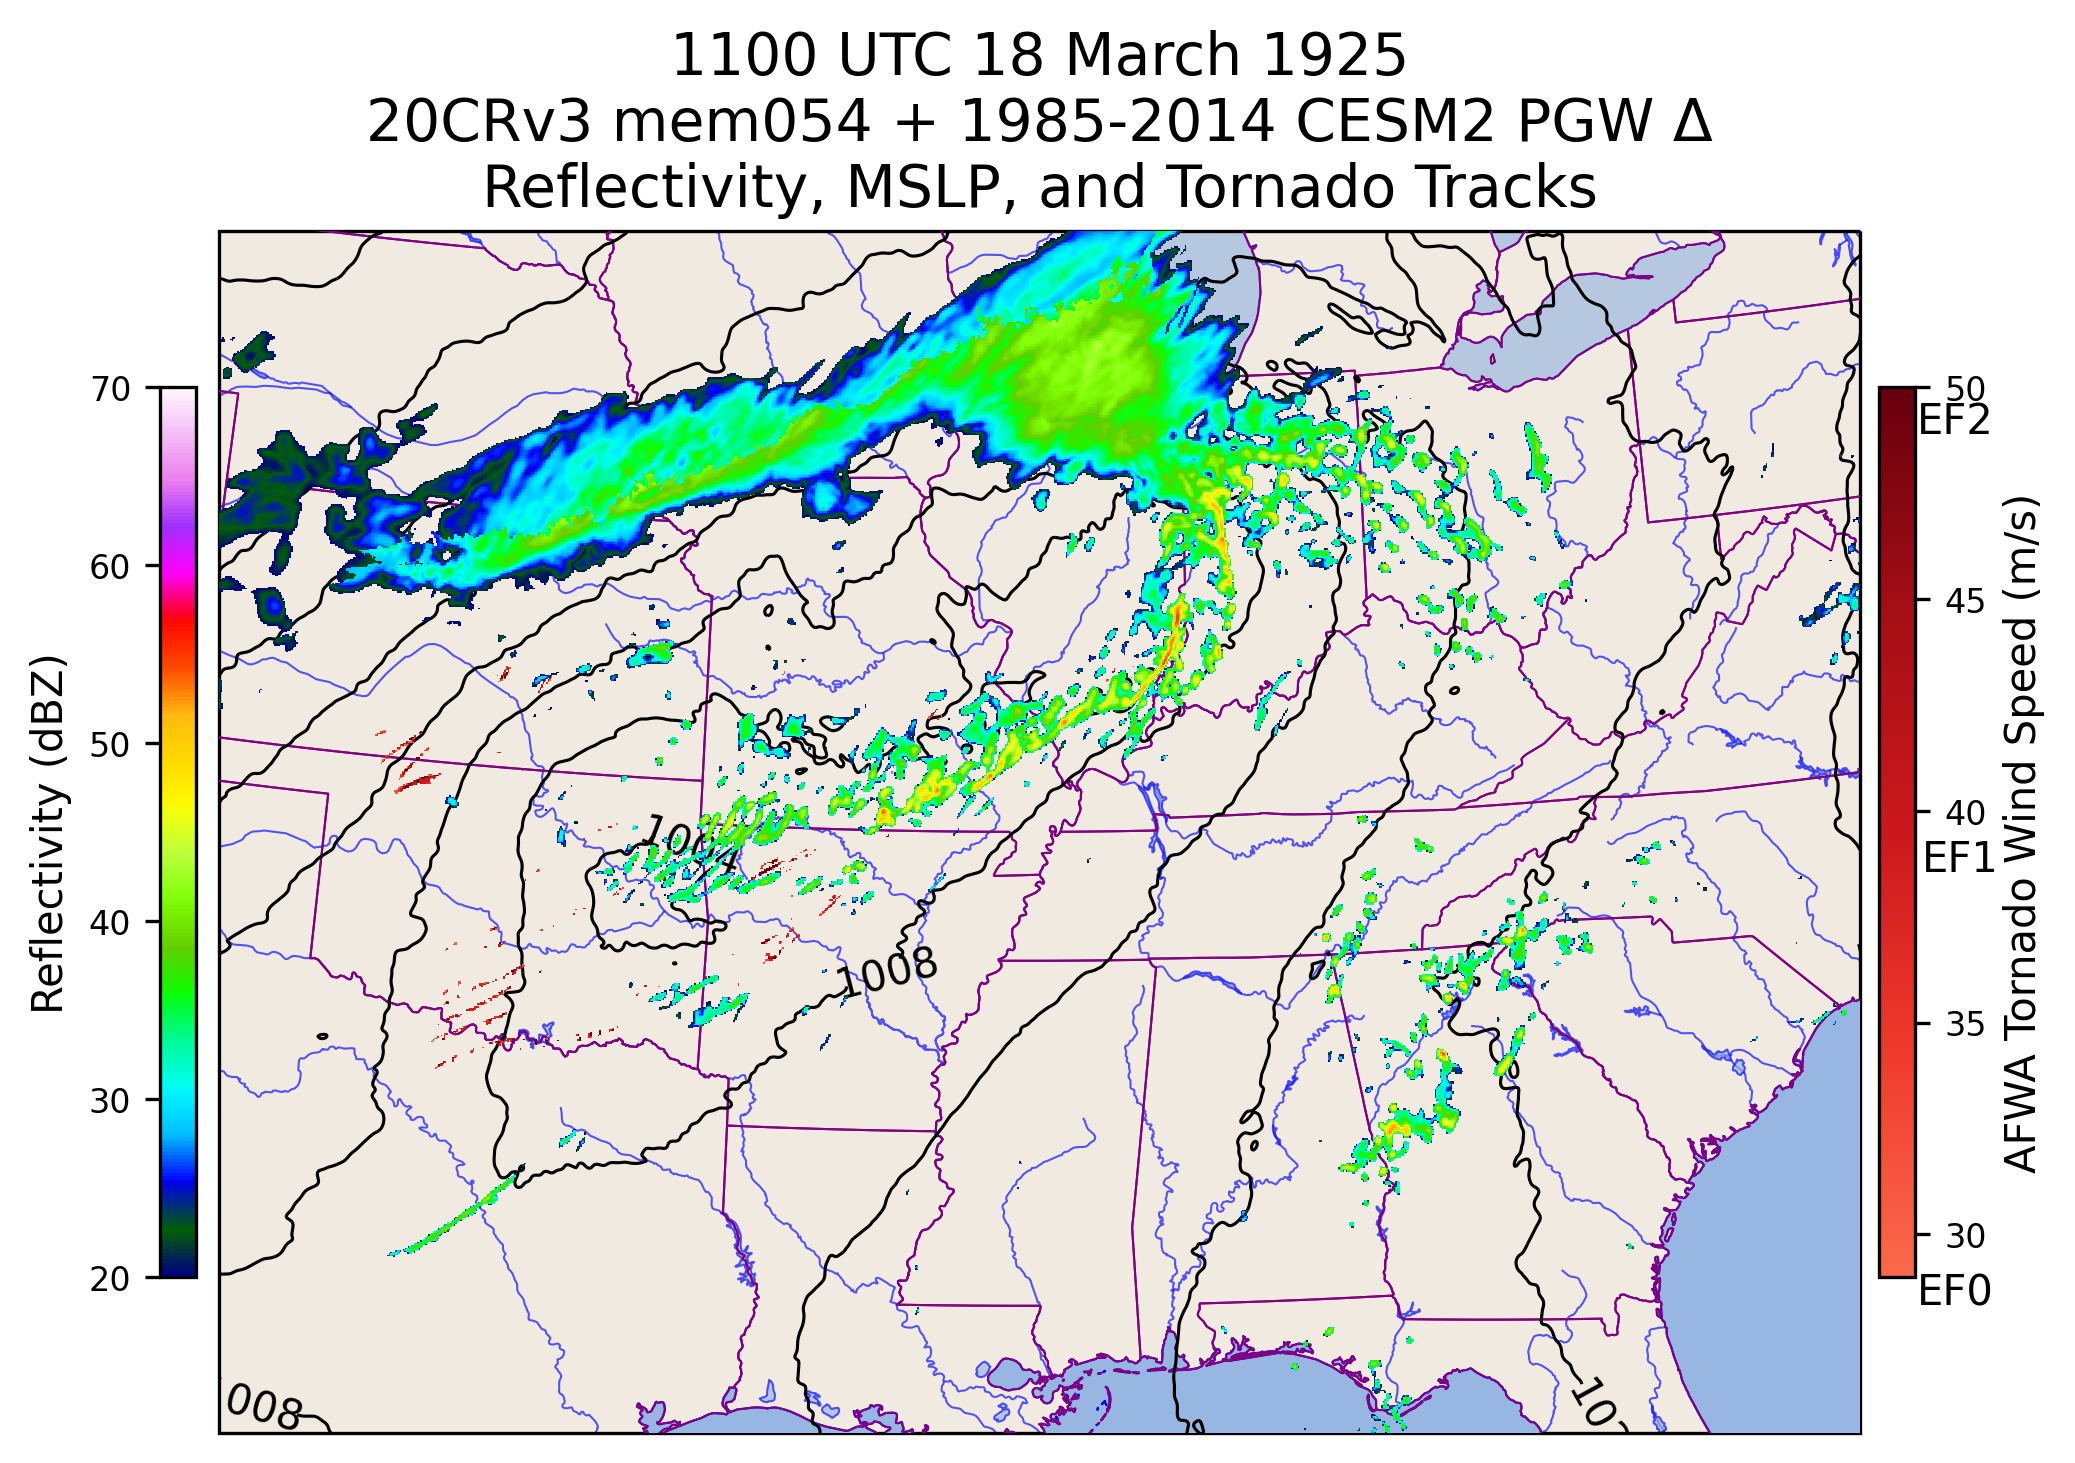 1100 UTC 18 March 1925
20CRv3 mem054 + 1985-2014 CESM2 PGW Δ
Reflectivity, MSLP, and Tornado Tracks
Reflectivity (dBZ)
70
60
50
40
30
20
1008
008
10
50
EF2
45
40
EF1
35
30
EF0
AFWA Tornado Wind Speed (m/s)